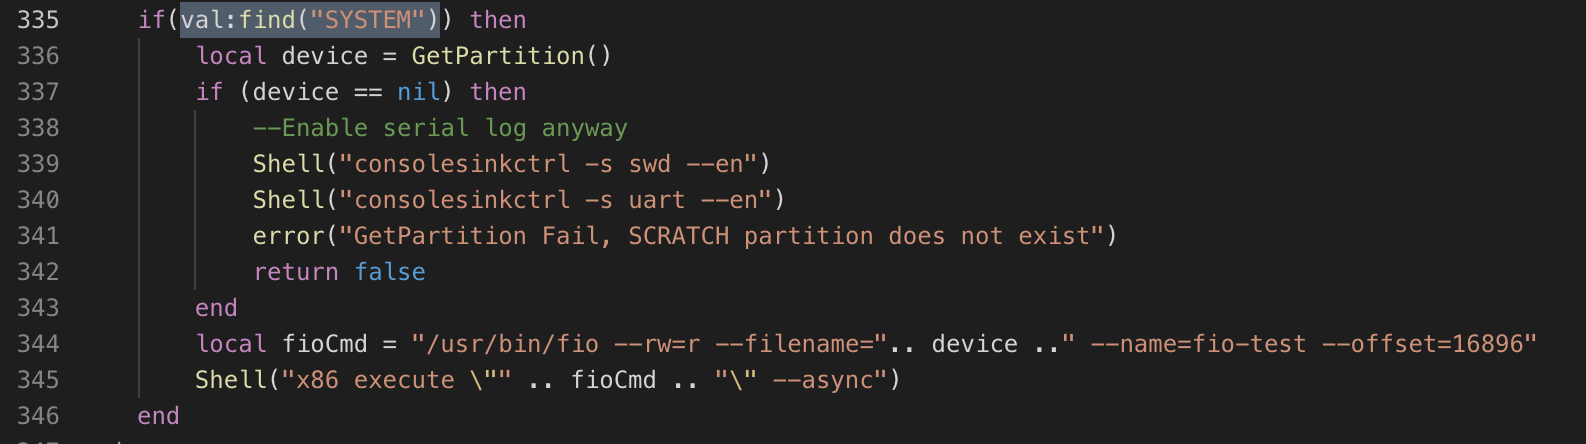 335 if(val:find("SYSTEM")) then
336 local device = GetPartition()
337 if (device == nil) then
338 --Enable serial log anyway
339 Shell("consolesinkctrl -s swd --en")
340 Shell("consolesinkctrl -s uart --en")
341 error("GetPartition Fail, SCRATCH partition does not exist")
342 return false
343 end
344 local fioCmd = "/usr/bin/fio --rw=r --filename=".. device .." --name=fio-test --offset=16896"
345 Shell("x86 execute \"" .. fioCmd .. "\" --async")
346 end